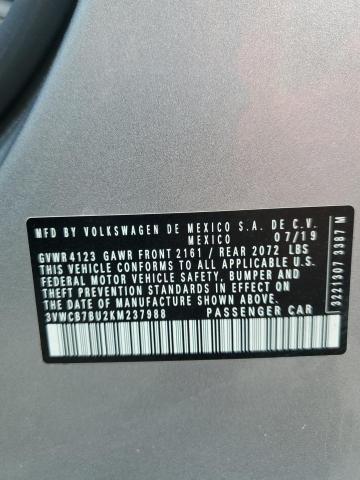 MFD BY VOLKSWAGEN DE MEXICO S.A. DE C.V.
MEXICO 07/19
GVWR 4123 GAWR FRONT 2161 / REAR 2072 LBS
THIS VEHICLE CONFORMS TO ALL APPLICABLE U.S.
FEDERAL MOTOR VEHICLE SAFETY, BUMPER AND
THEFT PREVENTION STANDARDS IN EFFECT ON THE
DATE OF MANUFACTURE SHOWN ABOVE.
3VWCB7BU2KM237988 PASSENGER CAR
3221907 3387 M